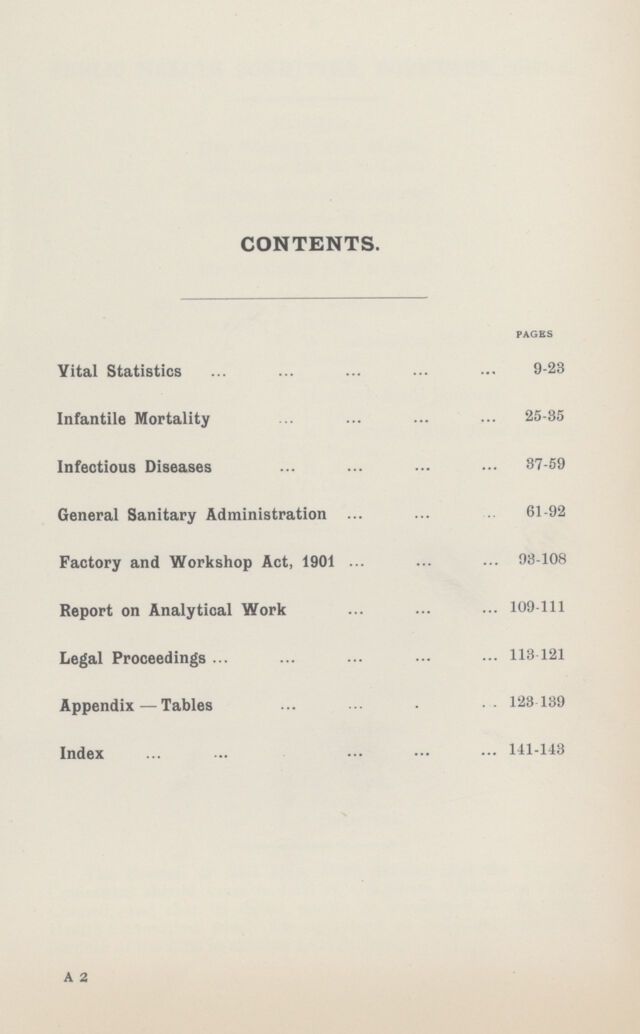 CONTENTS.
PAGES
Vital Statistics ... ... ... ... ... 9-23
Infantile Mortality ... ... ... ... 25-35
Infectious Diseases ... ... ... ... 37-59
General Sanitary Administration ... ... .. 61-92
Factory and Workshop Act, 1901 ... ... ... 93-108
Report on Analytical Work ... ... ... 109-111
Legal Proceedings ... ... ... ... ... 113-121
Appendix — Tables ... ... . .. 123-139
Index ... ... ... ... ... 141-143
A 2